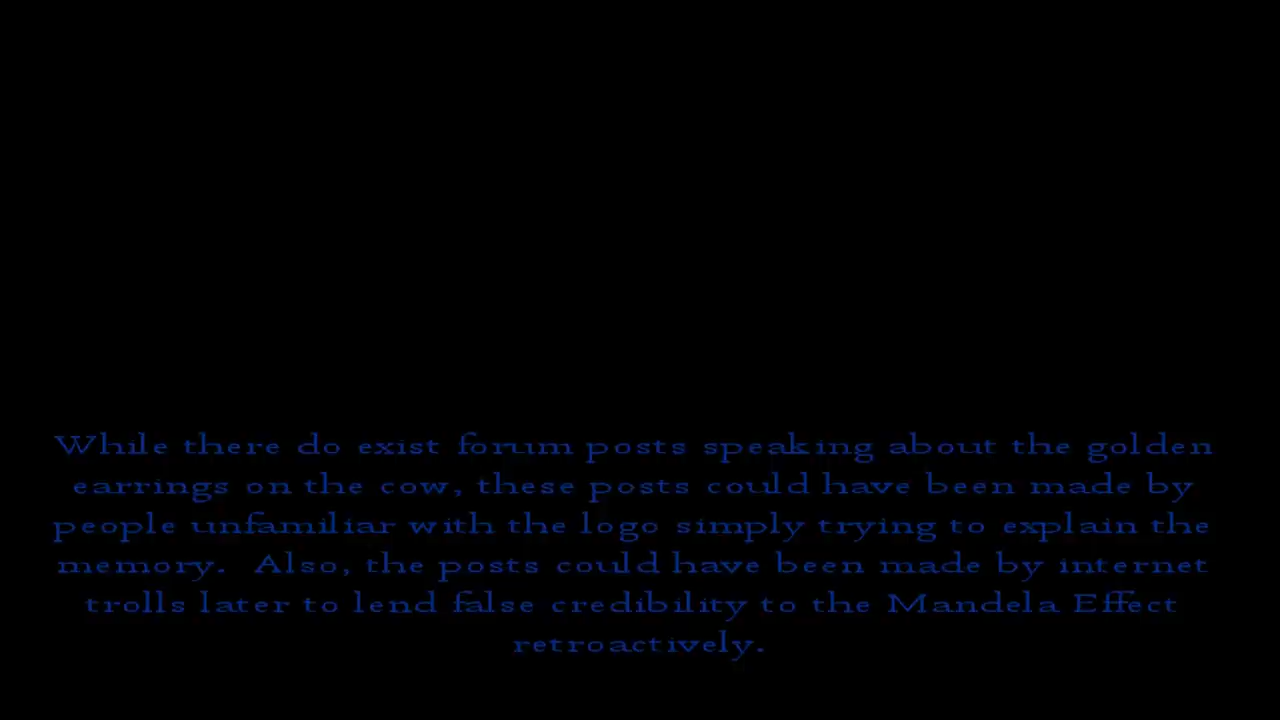 While there do exist forum posts speaking about the golden
earrings on the cow, these posts could have been made by
people unfamiliar with the logo simply trying to explain the
memory.  Also, the posts could have been made by internet
trolls later to lend false credibility to the Mandela Effect
retroactively.